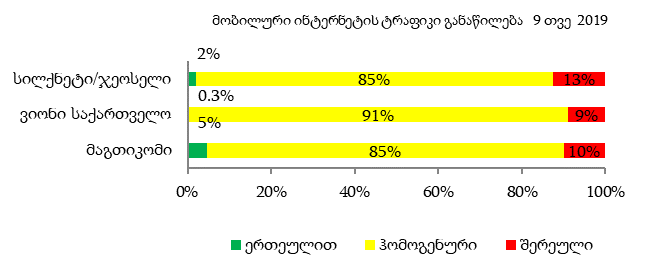 მობილური ინტერნეტის ტრაფიკი განაწილება 9 თვე 2019
2%
სილქნეტი/ჯეოსელი 85% 13%
0.3%
ვიონი საქართველო 91% 9%
5%
მაგთიკომი 85% 10%
0% 20% 40% 60% 80% 100%
ერთეულით ჰომოგენური შერეული